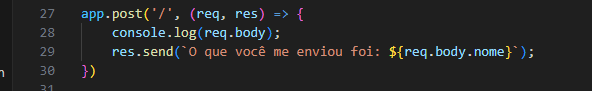 27 app.post('/', (req, res) => {
28 console.log(req.body);
29 res.send(`O que você me enviou foi: ${req.body.nome}`);
30 })